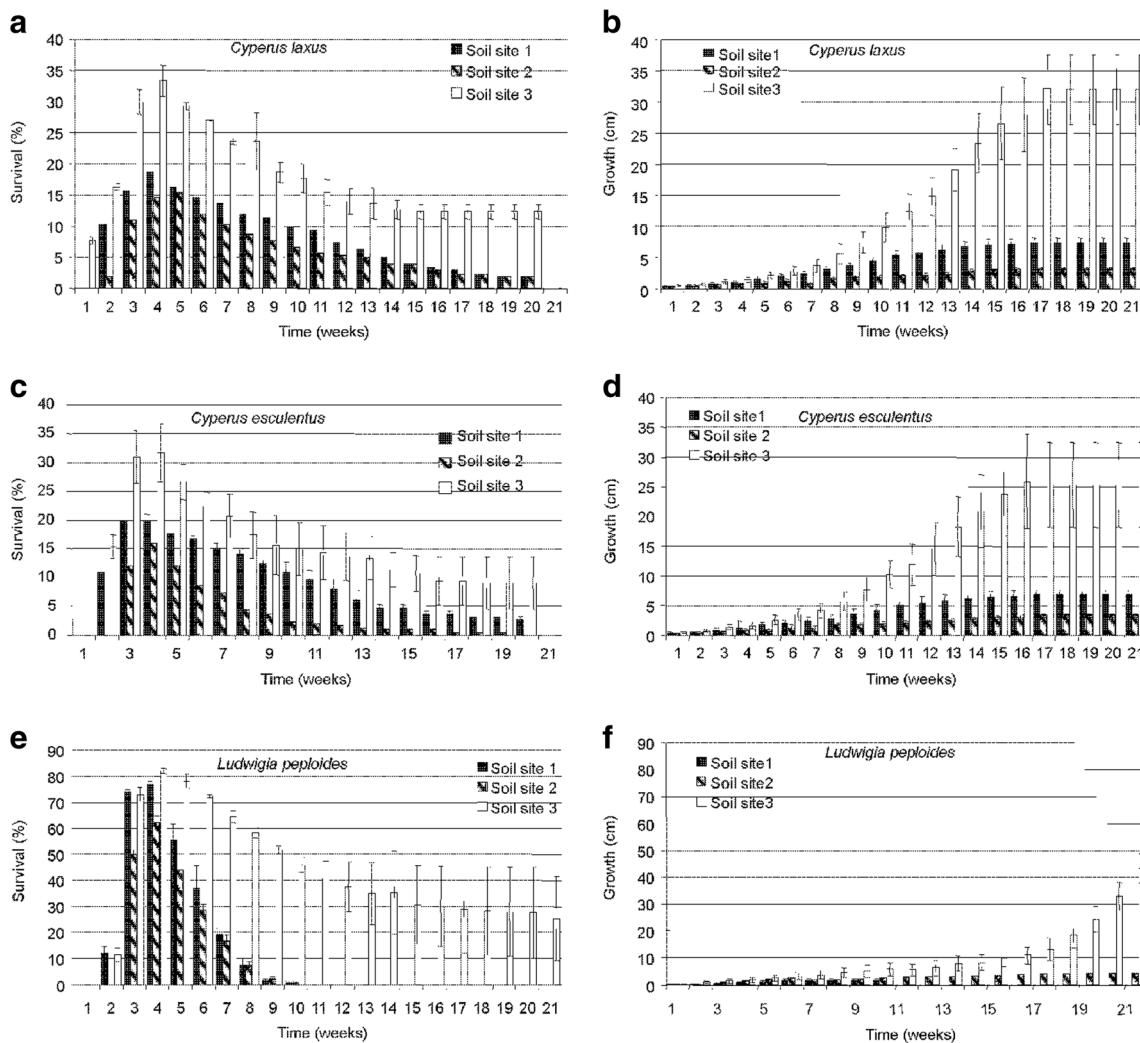 a
Cyperus laxus
Soil site 1
Soil site 2
Soil site 3
Survival (%)
40
35
30
25
20
15
10
5
0
1 2 3 4 5 6 7 8 9 10 11 12 13 14 15 16 17 18 19 20 21
Time (weeks)
b
Cyperus laxus
Soil site1
Soil site2
Soil site3
Growth (cm)
40
35
30
25
20
15
10
5
0
1 2 3 4 5 6 7 8 9 10 11 12 13 14 15 16 17 18 19 20 21
Time (weeks)
c
Cyperus esculentus
Soil site 1
Soil site 2
Soil site 3
Survival (%)
40
35
30
25
20
15
10
5
0
1 3 5 7 9 11 13 15 17 19 21
Time (weeks)
d
Cyperus esculentus
Soil site1
Soil site 2
Soil site 3
Growth (cm)
40
35
30
25
20
15
10
5
0
1 2 3 4 5 6 7 8 9 10 11 12 13 14 15 16 17 18 19 20 21
Time (weeks)
e
Ludwigia peploides
Soil site 1
Soil site 2
Soil site 3
Survival (%)
90
80
70
60
50
40
30
20
10
0
1 2 3 4 5 6 7 8 9 10 11 12 13 14 15 16 17 18 19 20 21
Time (weeks)
f
Ludwigia peploides
Soil site1
Soil site2
Soil site3
Growth (cm)
90
80
70
60
50
40
30
20
10
0
1 3 5 7 9 11 13 15 17 19 21
Time (weeks)